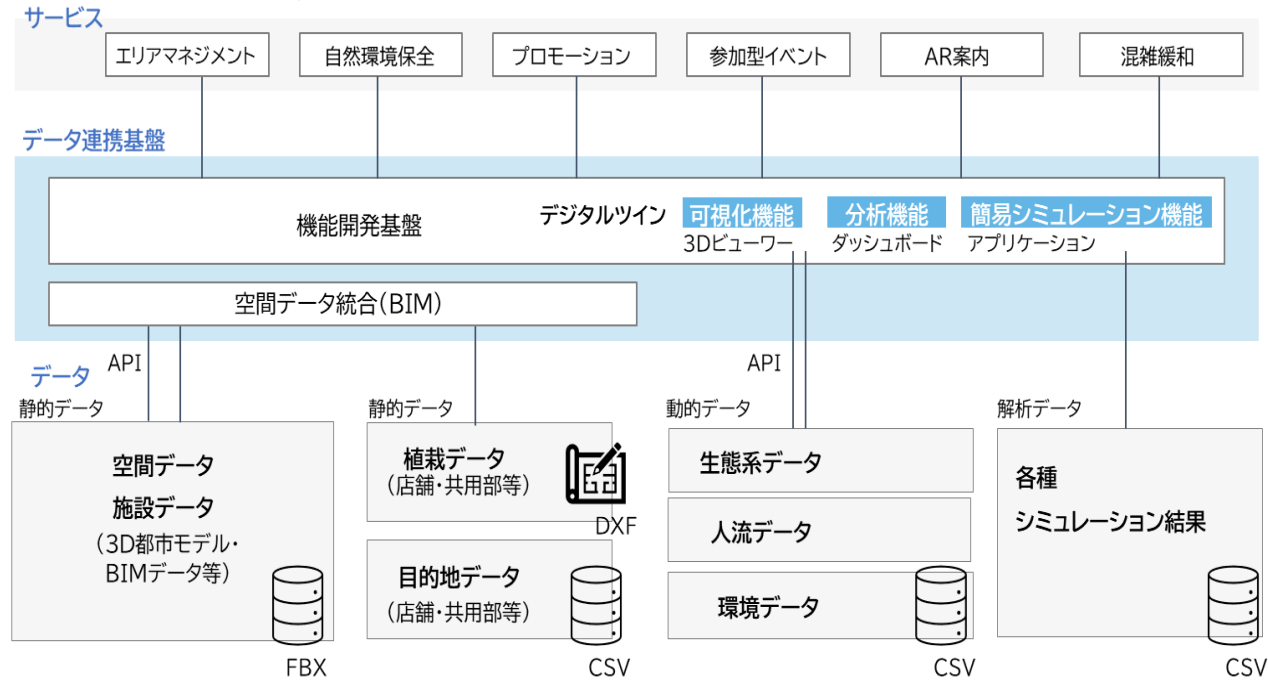 サービス
エリアマネジメント
自然環境保全
プロモーション
参加型イベント
AR案内
混雑緩和
データ連携基盤
機能開発基盤
デジタルツイン
可視化機能
3Dビューワー
分析機能
ダッシュボード
簡易シミュレーション機能
アプリケーション
空間データ統合(BIM)
API
API
データ
静的データ
空間データ
施設データ
(3D都市モデル・
BIMデータ等)
FBX
静的データ
植栽データ
(店舗・共用部等)
DXF
目的地データ
(店舗・共用部等)
CSV
動的データ
生態系データ
人流データ
環境データ
CSV
解析データ
各種
シミュレーション結果
CSV